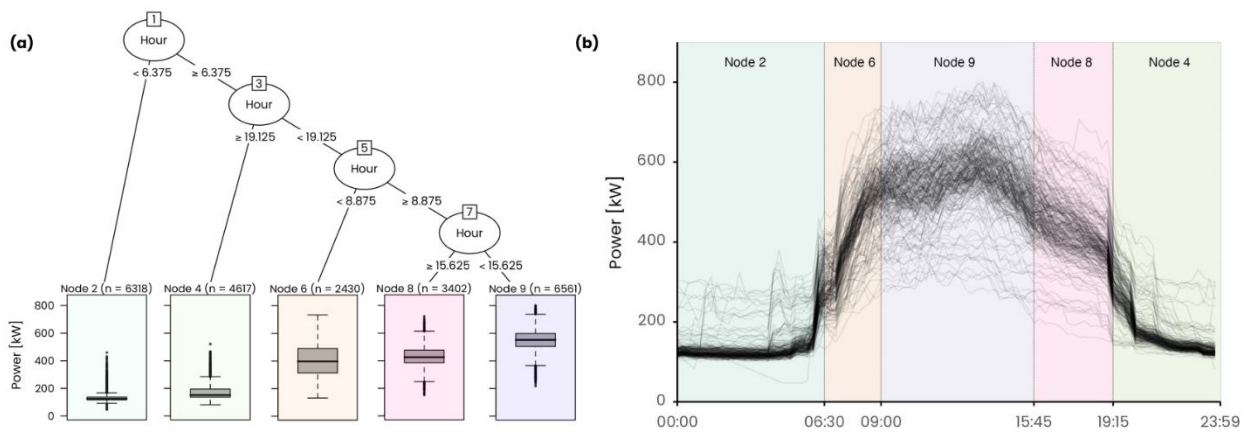 (a)
1
Hour
< 6.375
≥ 6.375
3
Hour
≥ 19.125
< 19.125
5
Hour
< 8.875
≥ 8.875
7
Hour
≥ 15.625
< 15.625
Node 2 (n = 6318)
Node 4 (n = 4617)
Node 6 (n = 2430)
Node 8 (n = 3402)
Node 9 (n = 6561)
Power [kW]
800
600
400
200
0
(b)
Node 2
Node 6
Node 9
Node 8
Node 4
Power [kW]
800
600
400
200
0
00:00
06:30
09:00
15:45
19:15
23:59